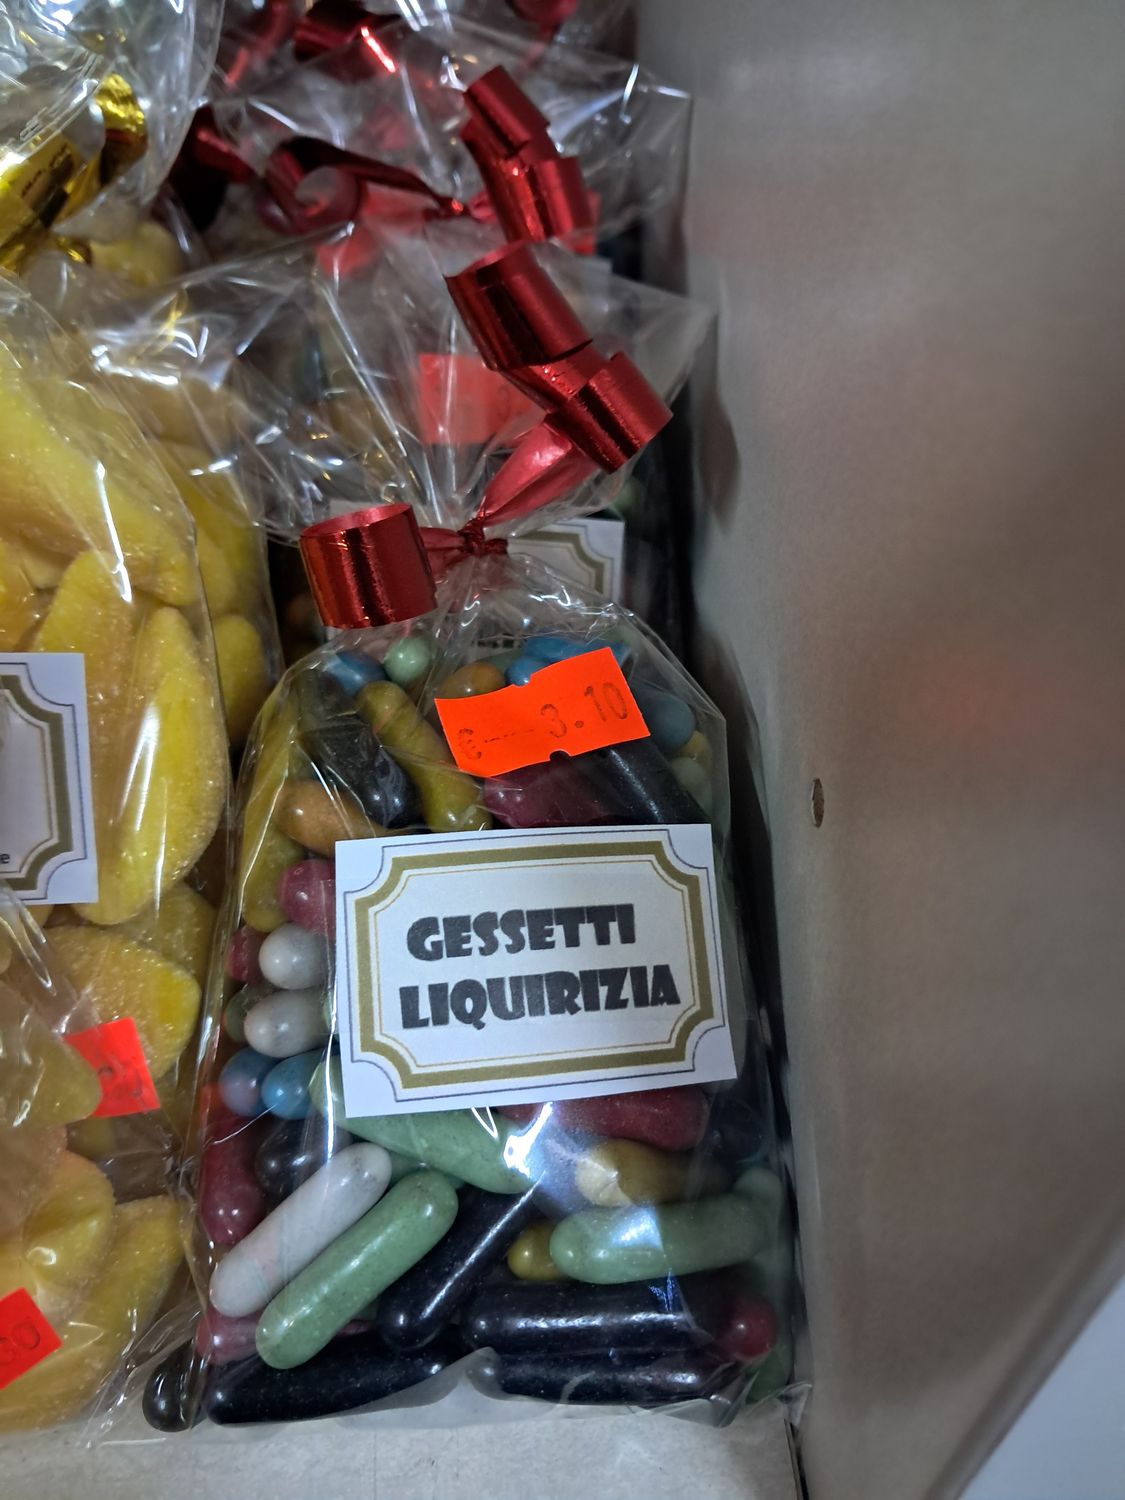 € — 3.10
GESSETTI
LIQUIRIZIA